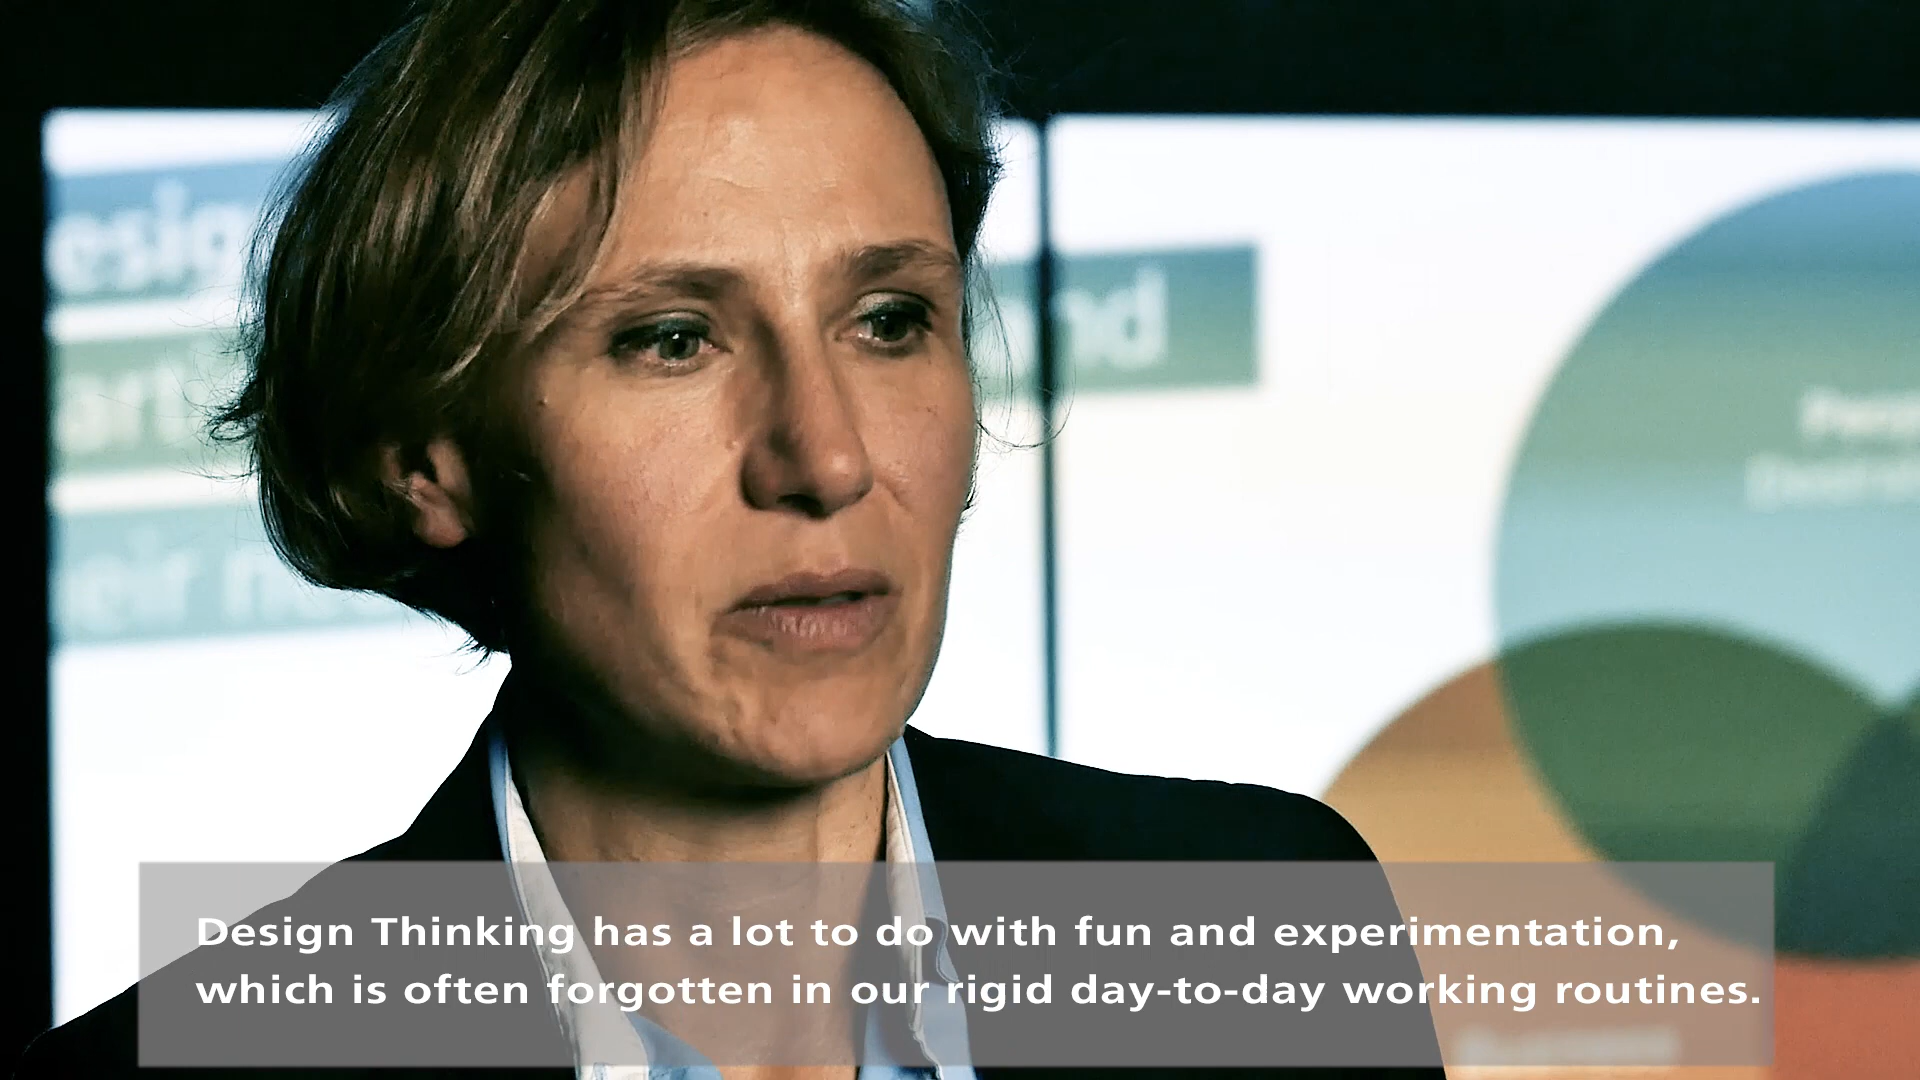 Design Thinking has a lot to do with fun and experimentation,
which is often forgotten in our rigid day-to-day working routines.